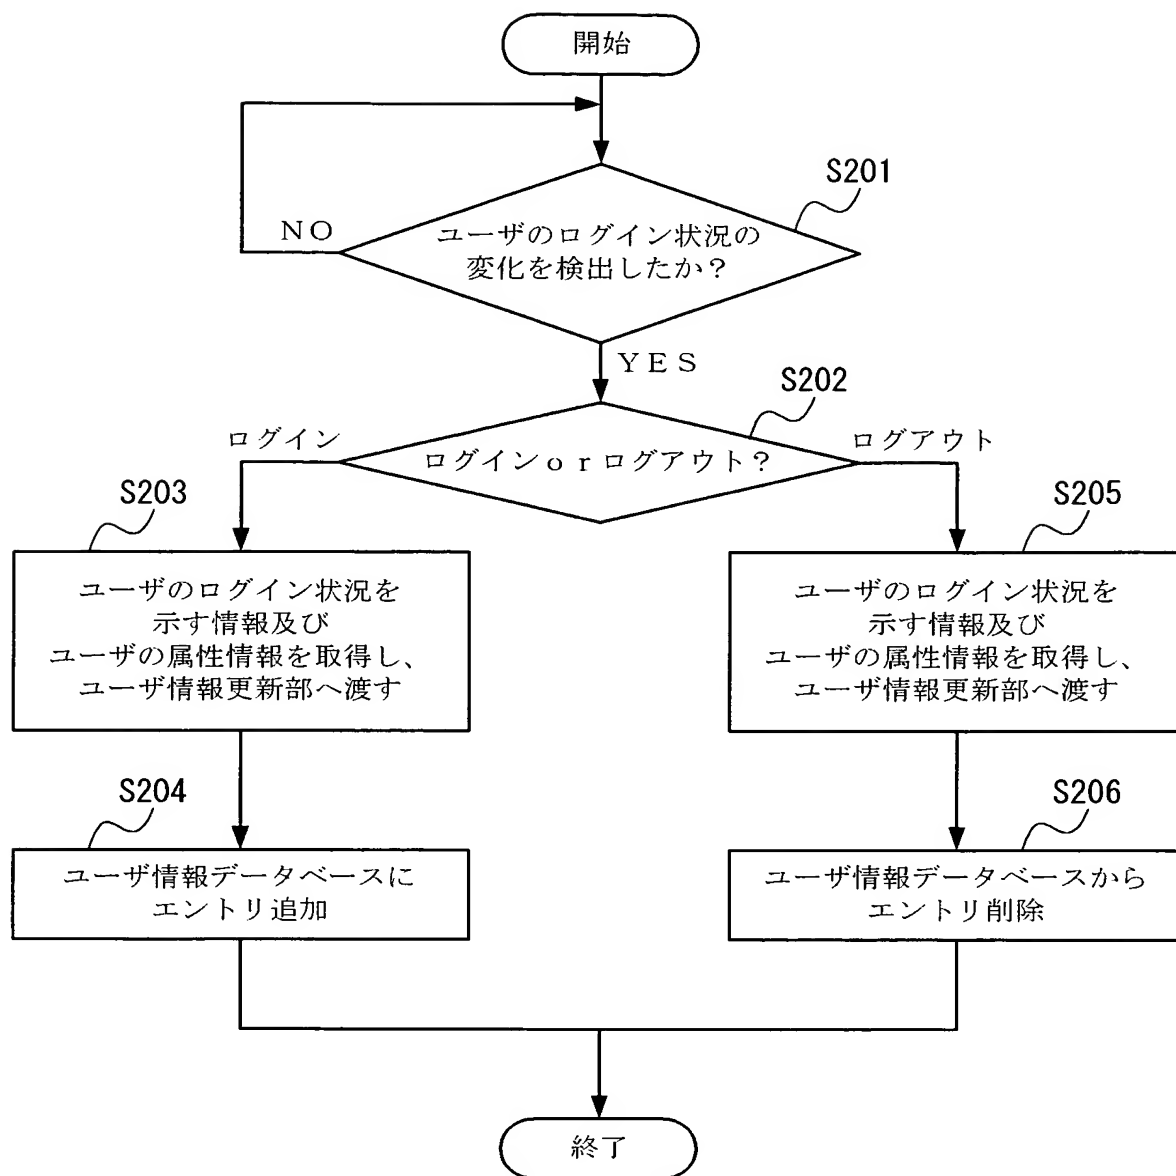 開始
S201
NO
ユーザのログイン状況の
変化を検出したか？
YES
S202
ログイン
ログインｏｒログアウト？
ログアウト
S203
ユーザのログイン状況を
示す情報及び
ユーザの属性情報を取得し、
ユーザ情報更新部へ渡す
S205
ユーザのログイン状況を
示す情報及び
ユーザの属性情報を取得し、
ユーザ情報更新部へ渡す
S204
ユーザ情報データベースに
エントリ追加
S206
ユーザ情報データベースから
エントリ削除
終了